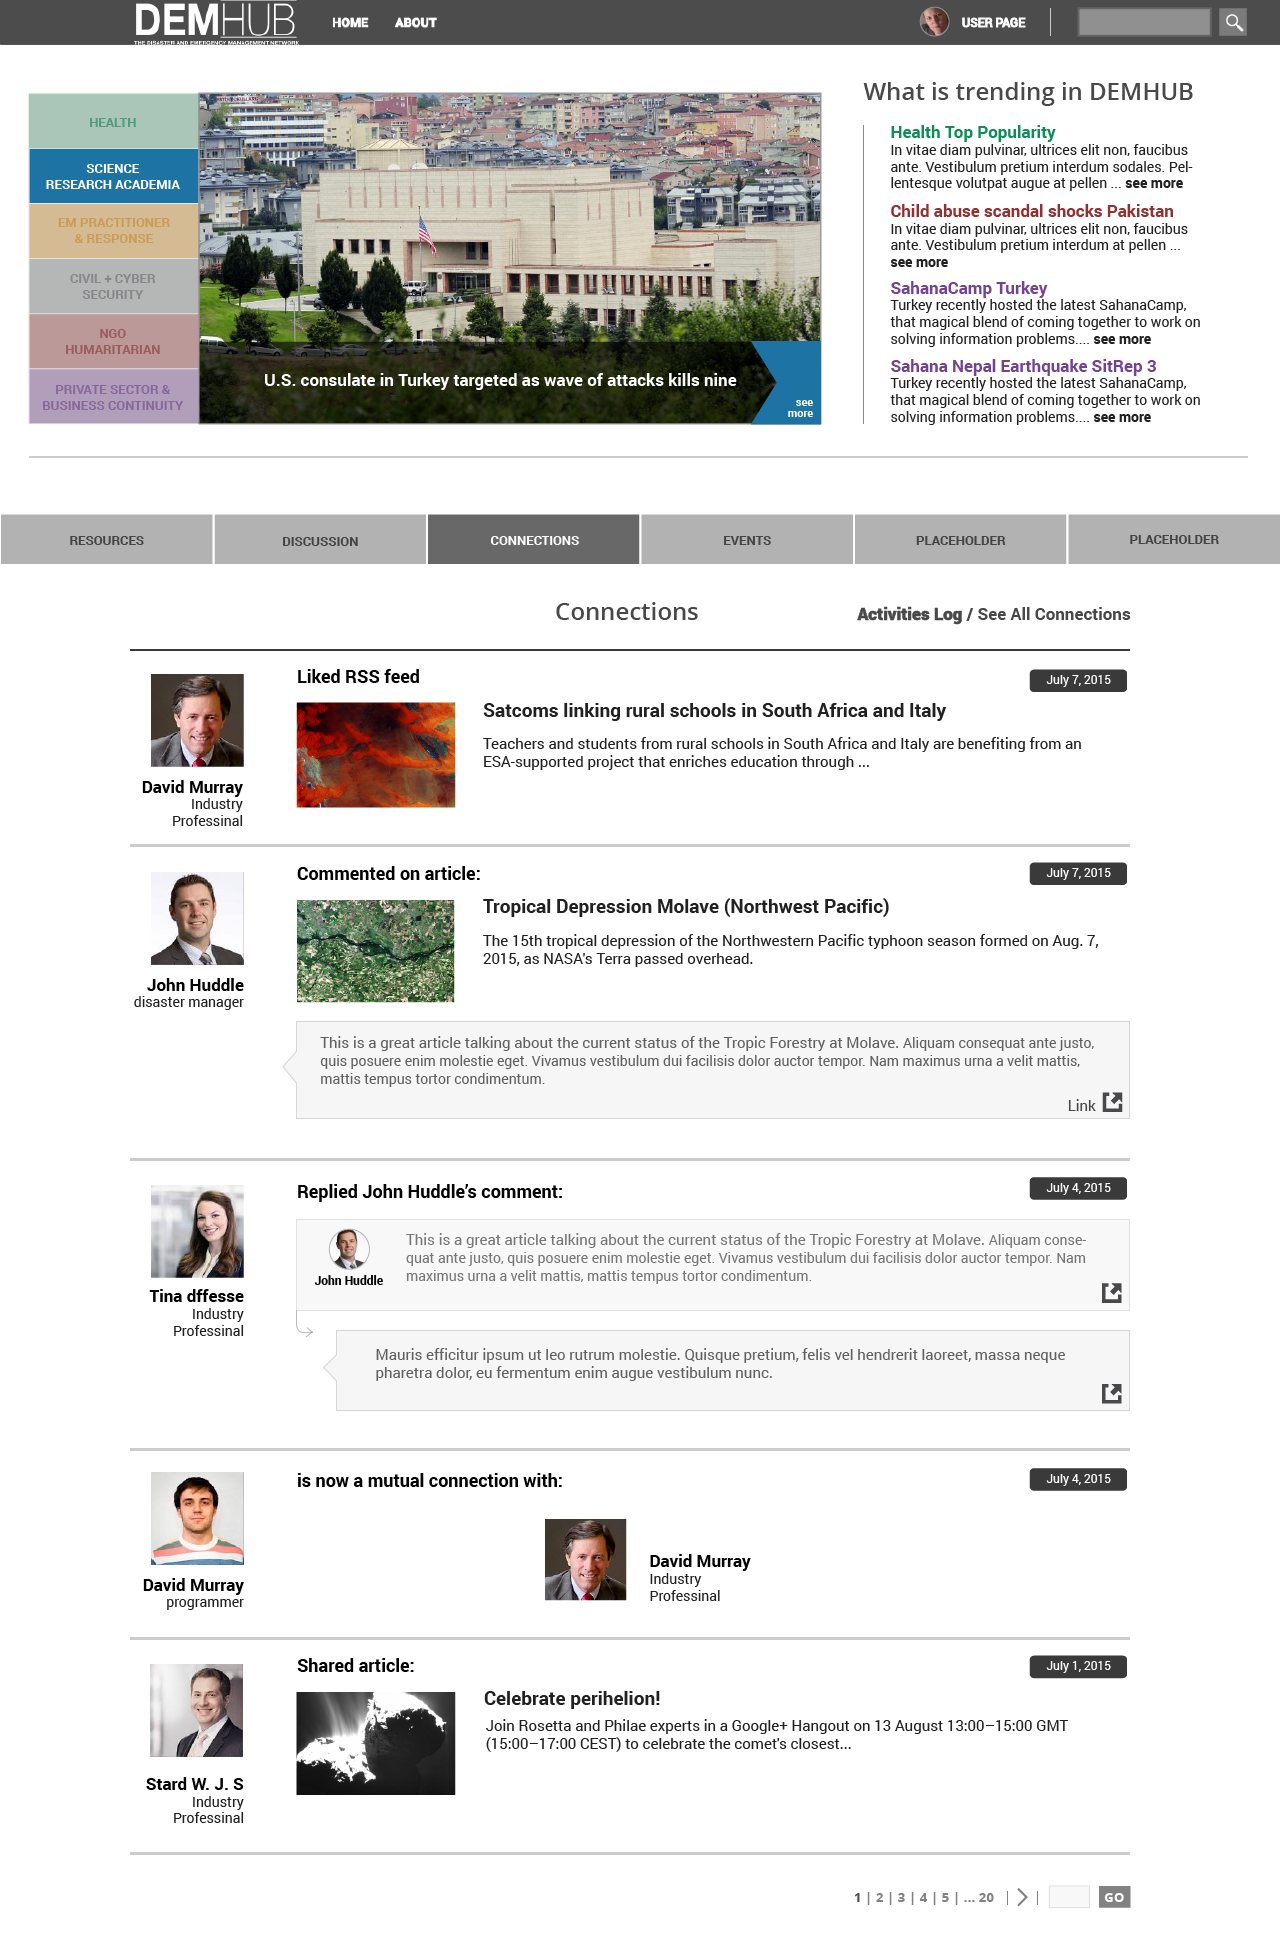 DEMHUB
THE DISASTER AND EMERGENCY MANAGEMENT NETWORK
HOME
ABOUT
USER PAGE
HEALTH
SCIENCE
RESEARCH ACADEMIA
EM PRACTITIONER
& RESPONSE
CIVIL + CYBER
SECURITY
NGO
HUMANITARIAN
PRIVATE SECTOR &
BUSINESS CONTINUITY
U.S. consulate in Turkey targeted as wave of attacks kills nine
see
more
What is trending in DEMHUB
Health Top Popularity
In vitae diam pulvinar, ultrices elit non, faucibus
ante. Vestibulum pretium interdum sodales. Pel-
lentesque volutpat augue at pellen ... see more
Child abuse scandal shocks Pakistan
In vitae diam pulvinar, ultrices elit non, faucibus
ante. Vestibulum pretium interdum at pellen ...
see more
SahanaCamp Turkey
Turkey recently hosted the latest SahanaCamp,
that magical blend of coming together to work on
solving information problems.... see more
Sahana Nepal Earthquake SitRep 3
Turkey recently hosted the latest SahanaCamp,
that magical blend of coming together to work on
solving information problems.... see more
RESOURCES
DISCUSSION
CONNECTIONS
EVENTS
PLACEHOLDER
PLACEHOLDER
Connections
Activities Log / See All Connections
David Murray
Industry
Professinal
Liked RSS feed
July 7, 2015
Satcoms linking rural schools in South Africa and Italy
Teachers and students from rural schools in South Africa and Italy are benefiting from an
ESA-supported project that enriches education through ...
John Huddle
disaster manager
Commented on article:
July 7, 2015
Tropical Depression Molave (Northwest Pacific)
The 15th tropical depression of the Northwestern Pacific typhoon season formed on Aug. 7,
2015, as NASA's Terra passed overhead.
This is a great article talking about the current status of the Tropic Forestry at Molave. Aliquam consequat ante justo,
quis posuere enim molestie eget. Vivamus vestibulum dui facilisis dolor auctor tempor. Nam maximus urna a velit mattis,
mattis tempus tortor condimentum.
Link
Tina dffesse
Industry
Professinal
Replied John Huddle’s comment:
July 4, 2015
John Huddle
This is a great article talking about the current status of the Tropic Forestry at Molave. Aliquam conse-
quat ante justo, quis posuere enim molestie eget. Vivamus vestibulum dui facilisis dolor auctor tempor. Nam
maximus urna a velit mattis, mattis tempus tortor condimentum.
Mauris efficitur ipsum ut leo rutrum molestie. Quisque pretium, felis vel hendrerit laoreet, massa neque
pharetra dolor, eu fermentum enim augue vestibulum nunc.
David Murray
programmer
is now a mutual connection with:
July 4, 2015
David Murray
Industry
Professinal
Stard W. J. S
Industry
Professinal
Shared article:
July 1, 2015
Celebrate perihelion!
Join Rosetta and Philae experts in a Google+ Hangout on 13 August 13:00–15:00 GMT
(15:00–17:00 CEST) to celebrate the comet's closest...
1 | 2 | 3 | 4 | 5 | ... 20 | > |
GO